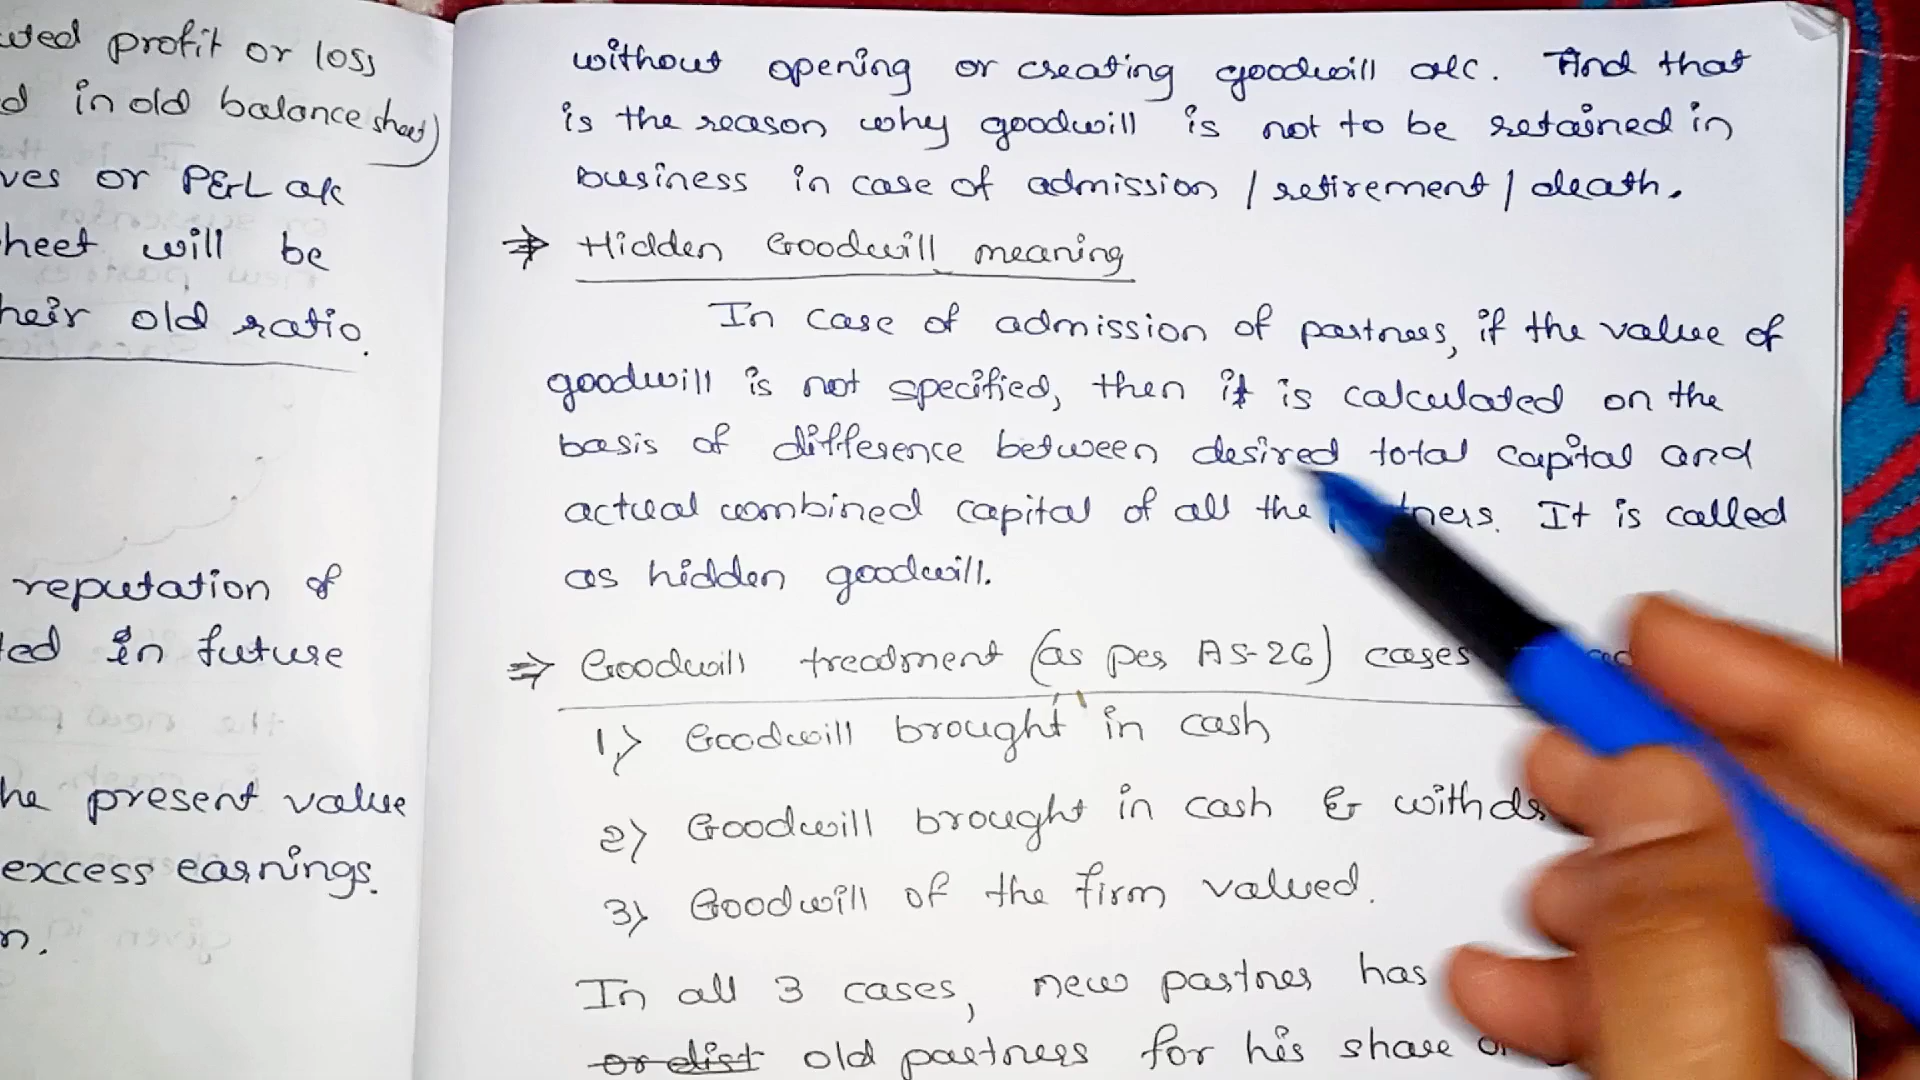 profit or loss
in old balance sheet)
or P&L a/c
will be
old ratio.
reputation of
in future
present value
excess earnings.
without opening or creating goodwill a/c. And that
is the reason why goodwill is not to be retained in
business in case of admission / retirement / death.
⇒ Hidden Goodwill meaning
In case of admission of partner, if the value of
goodwill is not specified, then it is calculated on the
basis of difference between desired total capital and
actual combined capital of all the partners. It is called
as hidden goodwill.
⇒ Goodwill treatment (as per AS-26) cases
1) Goodwill brought in cash
2) Goodwill brought in cash &
3) Goodwill of the firm valued.
In all 3 cases, new partner has
or dist old partners for his share